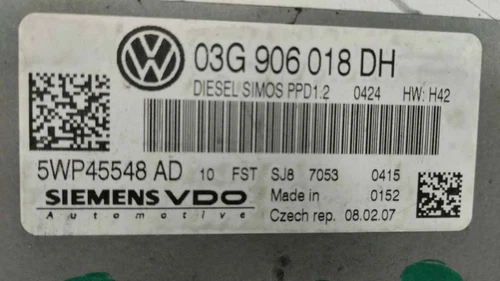 03G 906 018 DH
DIESEL SIMOS PPD1.2 0424 HW: H42
5WP45548 AD 10 FST SJ8 7053 0415
SIEMENS VDO Made in 0152
Automotive Czech rep. 08.02.07